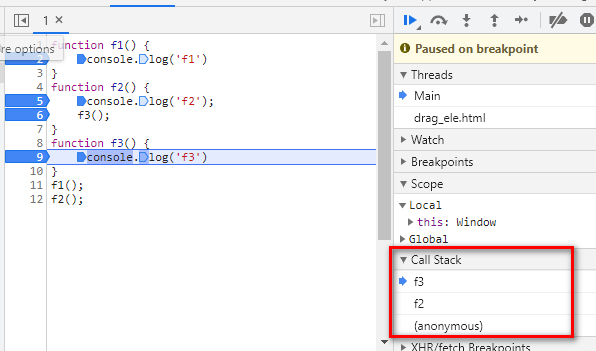 1 ×
re options
1 function f1() {
2 console.log('f1')
3 }
4 function f2() {
5 console.log('f2');
6 f3();
7 }
8 function f3() {
9 console.log('f3')
10 }
11 f1();
12 f2();
Paused on breakpoint
Threads
Main
drag_ele.html
Watch
Breakpoints
Scope
Local
this: Window
Global
Call Stack
f3
f2
(anonymous)
XHR/fetch Breakpoints